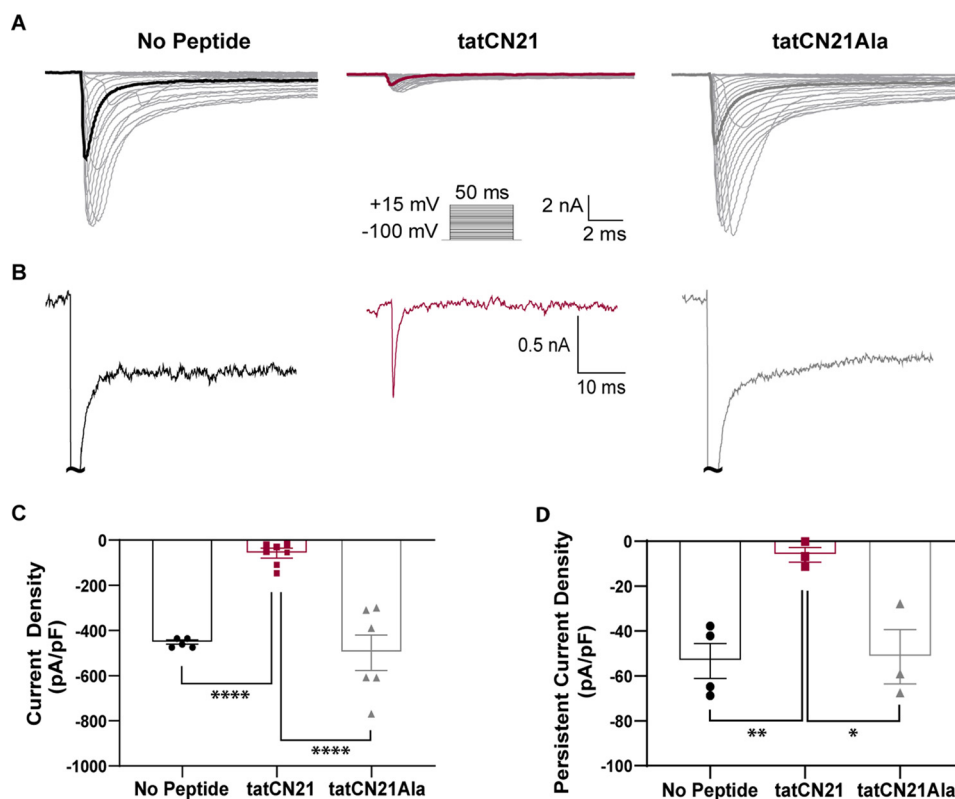 A
No Peptide
tatCN21
tatCN21Ala
50 ms
+15 mV
-100 mV
2 nA
2 ms
B
0.5 nA
10 ms
~
~
C
Current Density
(pA/pF)
0
-200
-400
-600
-800
-1000
****
****
No Peptide
tatCN21
tatCN21Ala
D
Persistent Current Density
(pA/pF)
0
-20
-40
-60
-80
-100
**
*
No Peptide
tatCN21
tatCN21Ala